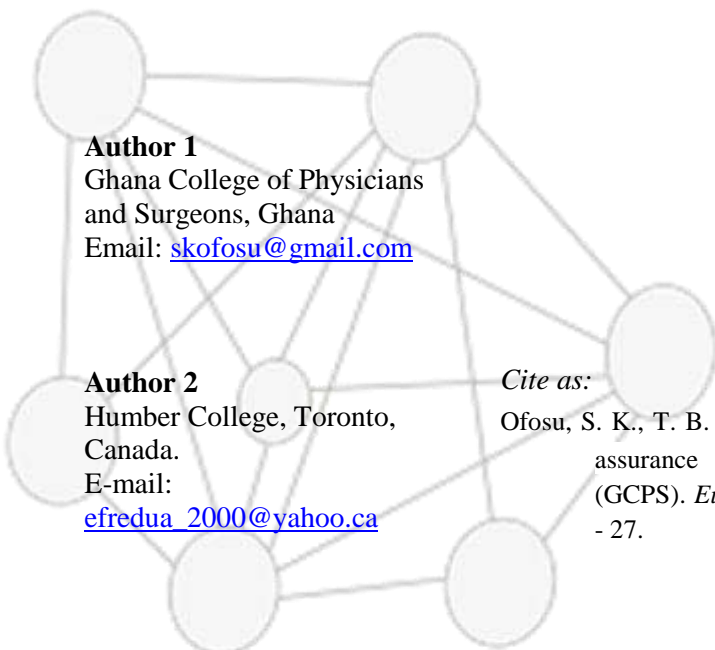 Author 1
Ghana College of Physicians
and Surgeons, Ghana
Email: skofosu@gmail.com
Author 2
Humber College, Toronto,
Canada.
E-mail:
efredua_2000@yahoo.ca
Cite as:
Ofosu, S. K., T. B.
assurance
(GCPS).
- 27.